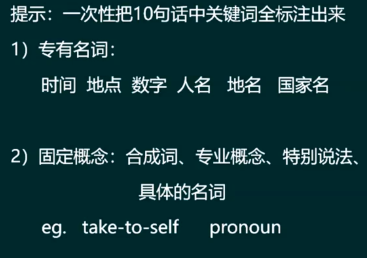 提示：一次性把10句话中关键词全标注出来
1）专有名词：
时间 地点 数字 人名 地名 国家名
2）固定概念：合成词、专业概念、特别说法、
具体的名词
eg. take-to-self pronoun